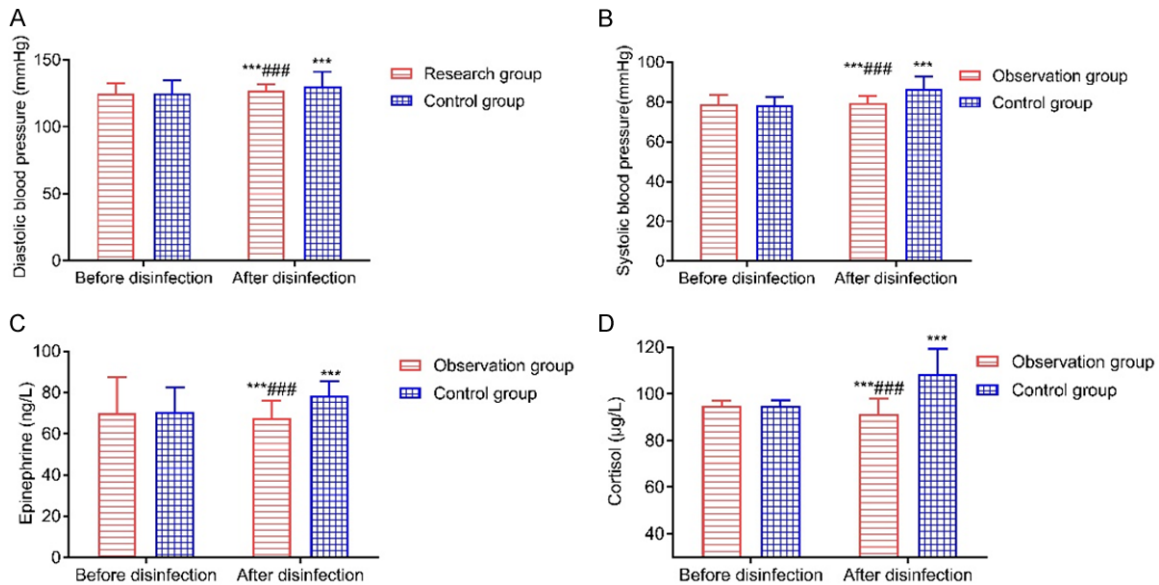 A
Diastolic blood pressure (mmHg)
150
100
50
0
***###
***
Before disinfection
After disinfection
Research group
Control group
B
Systolic blood pressure(mmHg)
100
80
60
40
20
0
***###
***
Before disinfection
After disinfection
Observation group
Control group
C
Epinephrine (ng/L)
100
80
60
40
20
0
***###
***
Before disinfection
After disinfection
Observation group
Control group
D
Cortisol (μg/L)
120
100
80
60
40
***###
***
Before disinfection
After disinfection
Observation group
Control group